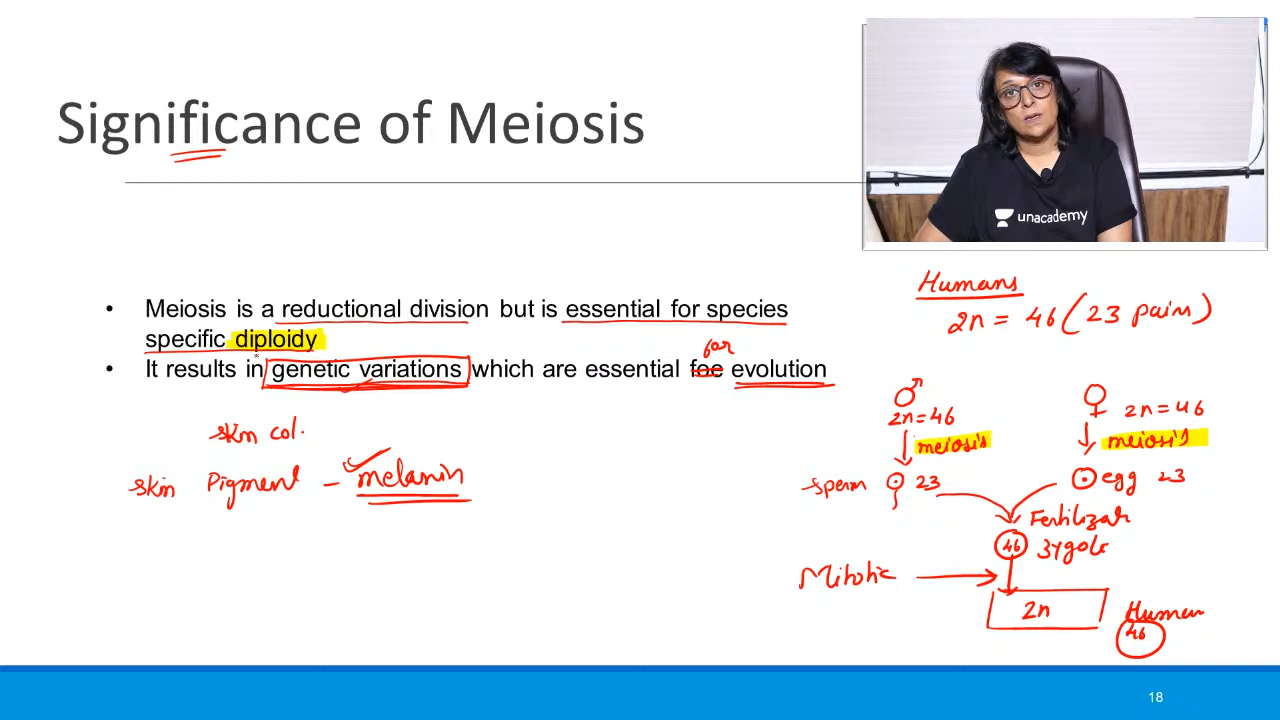 Significance of Meiosis
unacademy
Humans
2n = 46 (23 pairs)
• Meiosis is a reductional division but is essential for species
specific diploidy
for
• It results in genetic variations which are essential foe evolution
♂ ♀
2n=46 2n=46
meiosis meiosis
skin col.
skin Pigment - melanin
sperm 23 egg 23
Fertilizan
46 zygote
Mitotic
2n
Human
46
18